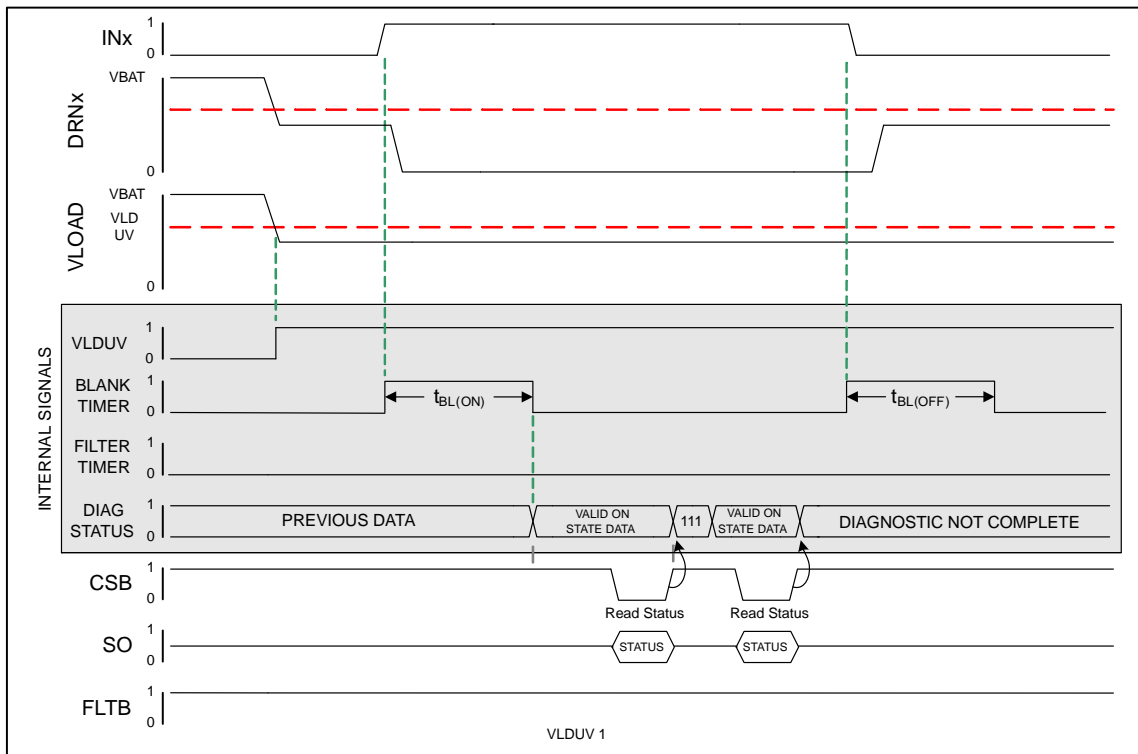 INx
1
0
DRNx
VBAT
0
VLOAD
VBAT
VLD
UV
0
INTERNAL SIGNALS
VLDUV
1
0
BLANK
TIMER
1
0
tBL(ON)
tBL(OFF)
FILTER
TIMER
1
0
DIAG
STATUS
1
0
PREVIOUS DATA
VALID ON
STATE DATA
111
VALID ON
STATE DATA
DIAGNOSTIC NOT COMPLETE
CSB
1
0
Read Status
Read Status
SO
1
0
STATUS
STATUS
FLTB
1
0
VLDUV 1